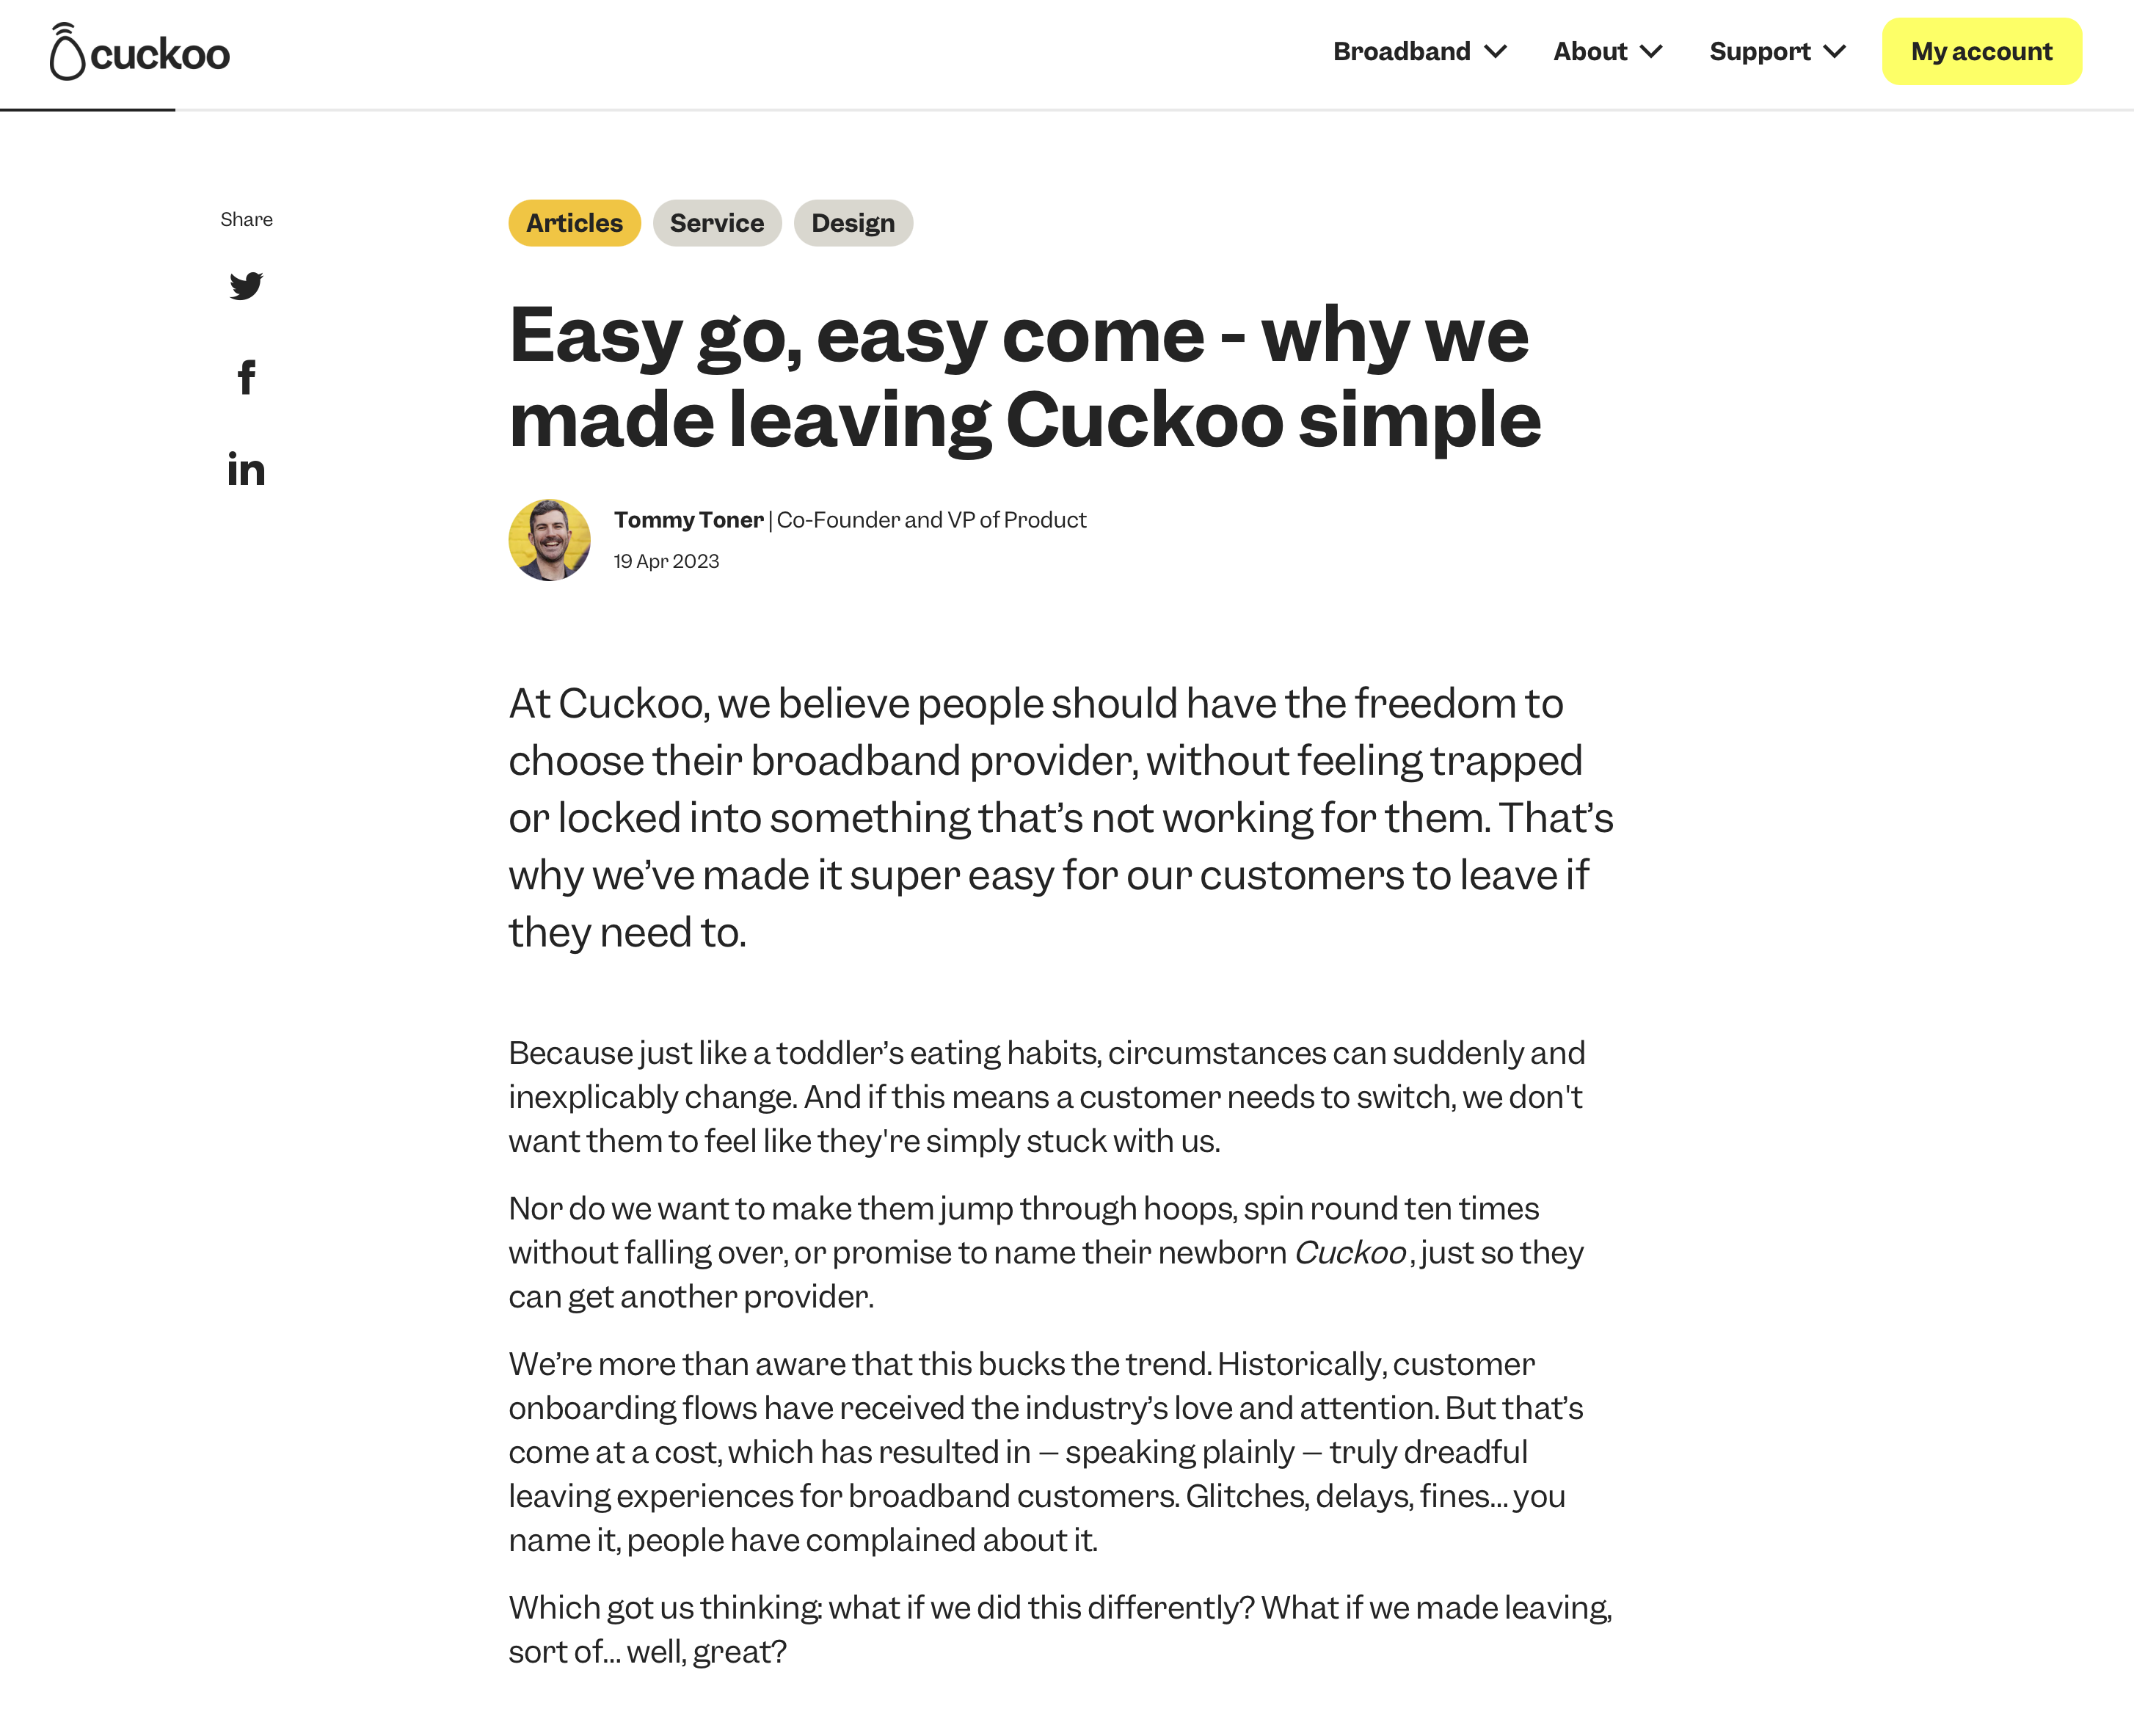 cuckoo
Broadband
About
Support
My account
Share
Articles
Service
Design
Easy go, easy come - why we
made leaving Cuckoo simple
Tommy Toner | Co-Founder and VP of Product
19 Apr 2023
At Cuckoo, we believe people should have the freedom to
choose their broadband provider, without feeling trapped
or locked into something that’s not working for them. That’s
why we’ve made it super easy for our customers to leave if
they need to.
Because just like a toddler’s eating habits, circumstances can suddenly and
inexplicably change. And if this means a customer needs to switch, we don't
want them to feel like they're simply stuck with us.
Nor do we want to make them jump through hoops, spin round ten times
without falling over, or promise to name their newborn Cuckoo , just so they
can get another provider.
We’re more than aware that this bucks the trend. Historically, customer
onboarding flows have received the industry’s love and attention. But that’s
come at a cost, which has resulted in – speaking plainly – truly dreadful
leaving experiences for broadband customers. Glitches, delays, fines... you
name it, people have complained about it.
Which got us thinking: what if we did this differently? What if we made leaving,
sort of... well, great?